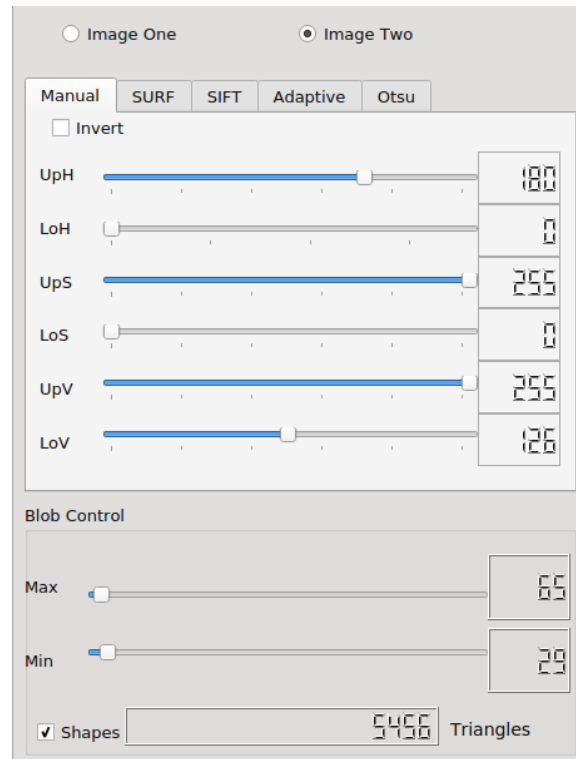 Image One Image Two
Manual SURF SIFT Adaptive Otsu
Invert
UpH 180
LoH 0
UpS 255
LoS 0
UpV 255
LoV 126
Blob Control
Max 65
Min 29
Shapes 5456 Triangles